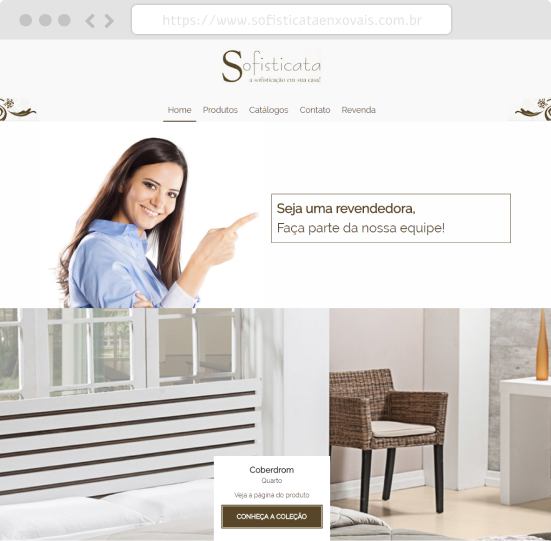 https://www.sofisticataenxovais.com.br
Sofisticata
a sofisticação em sua casa!
Home Produtos Catálogos Contato Revenda
Seja uma revendedora,
Faça parte da nossa equipe!
Coberdrom
Quarto
Veja a página do produto
CONHEÇA A COLEÇÃO